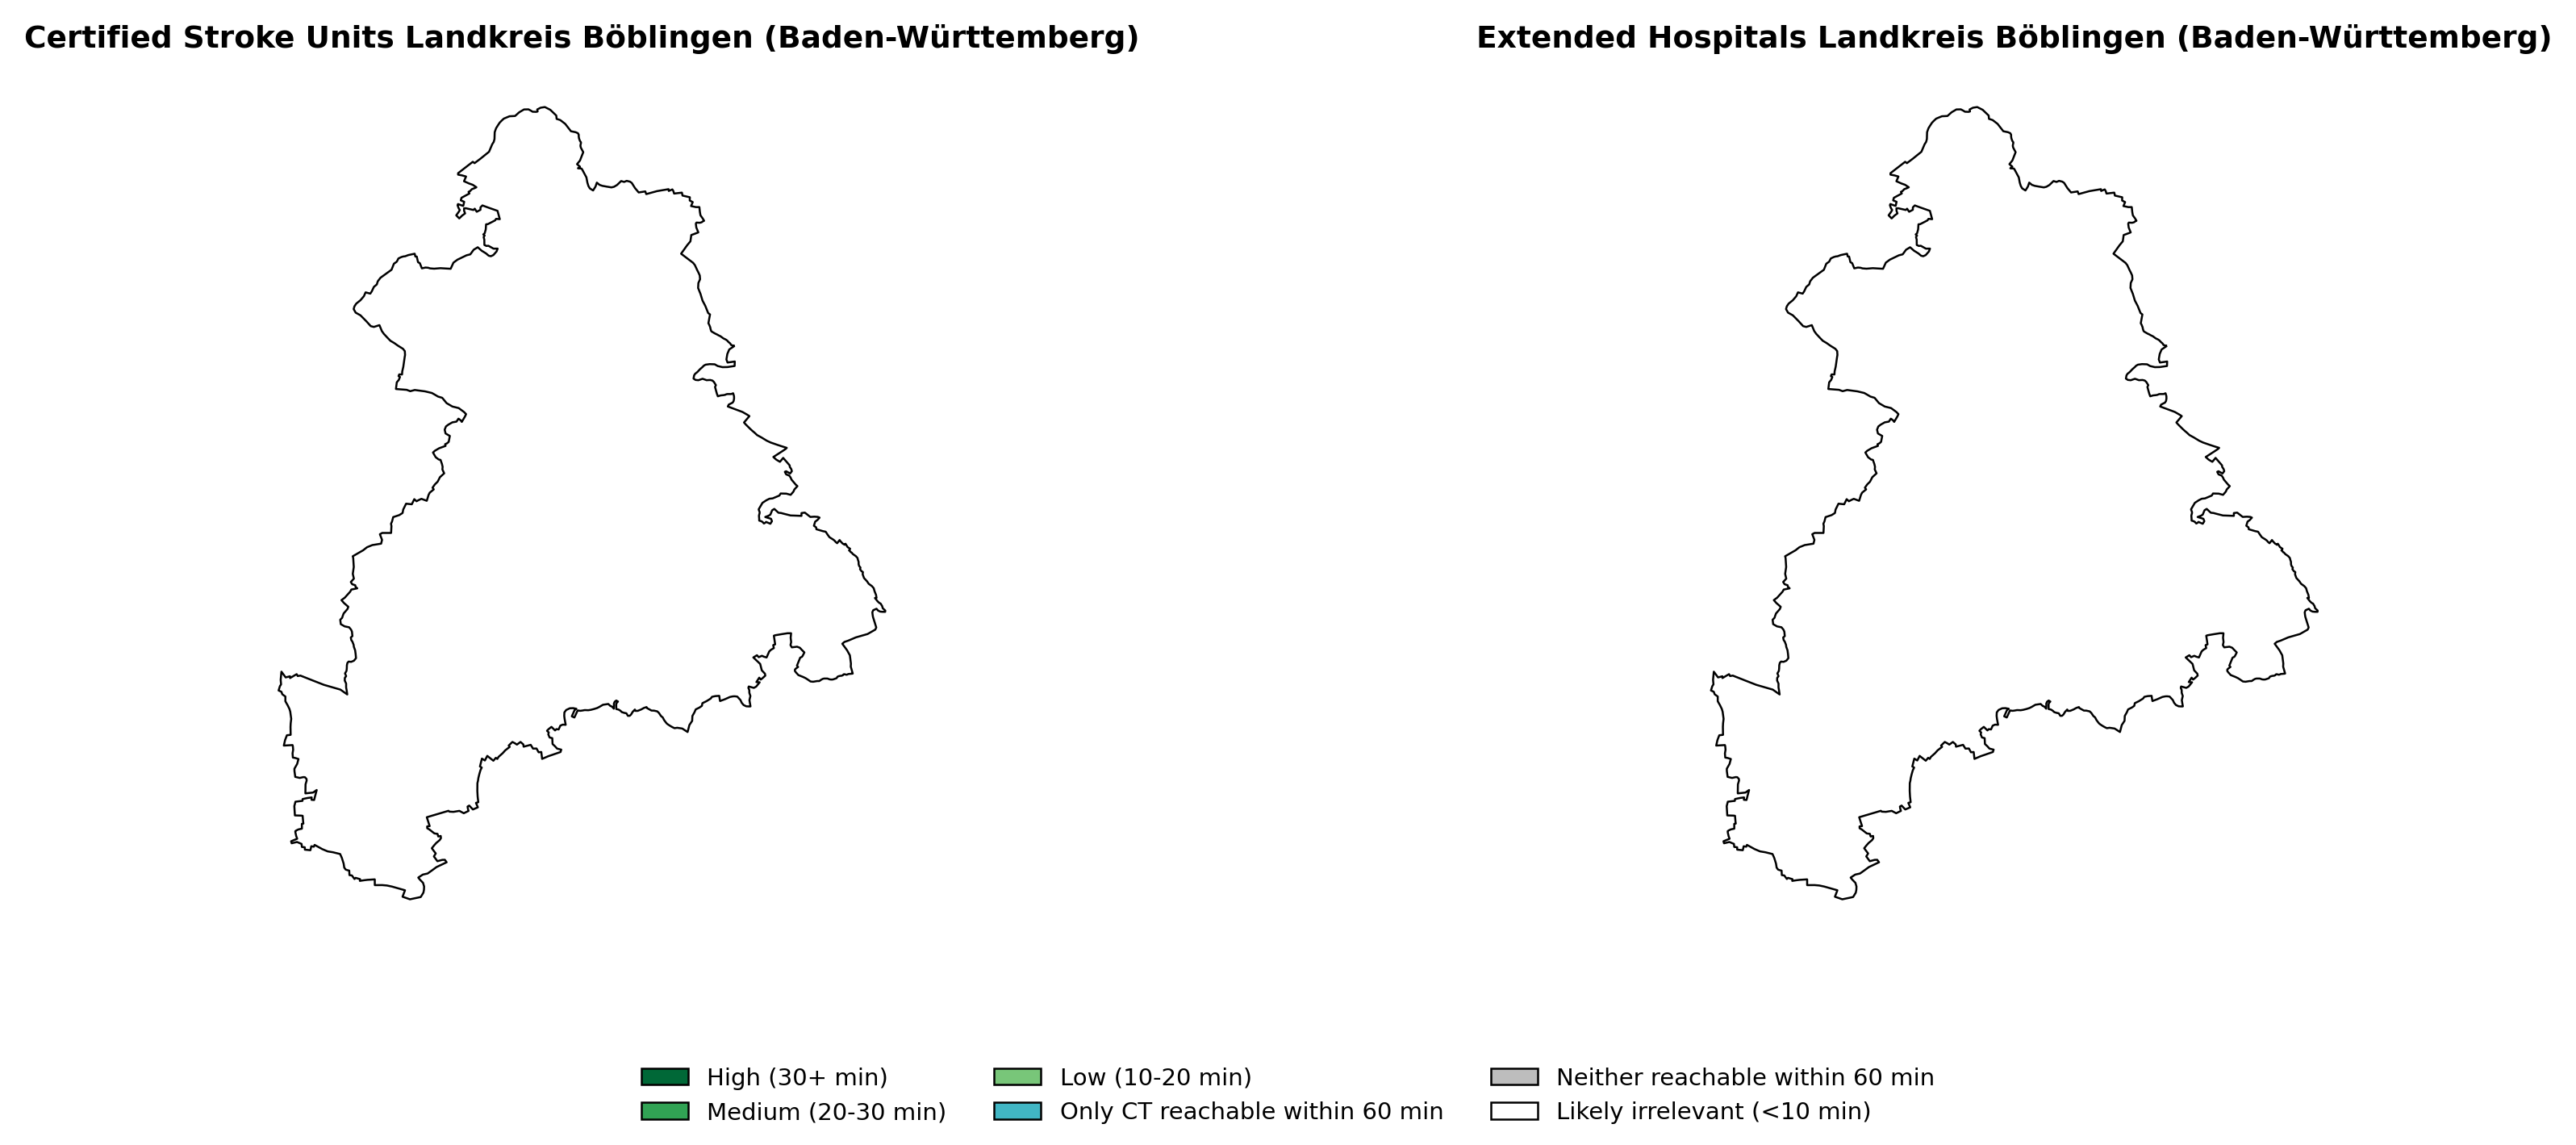 Certified Stroke Units Landkreis Böblingen (Baden-Württemberg)
Extended Hospitals Landkreis Böblingen (Baden-Württemberg)
High (30+ min)
Medium (20-30 min)
Low (10-20 min)
Only CT reachable within 60 min
Neither reachable within 60 min
Likely irrelevant (<10 min)